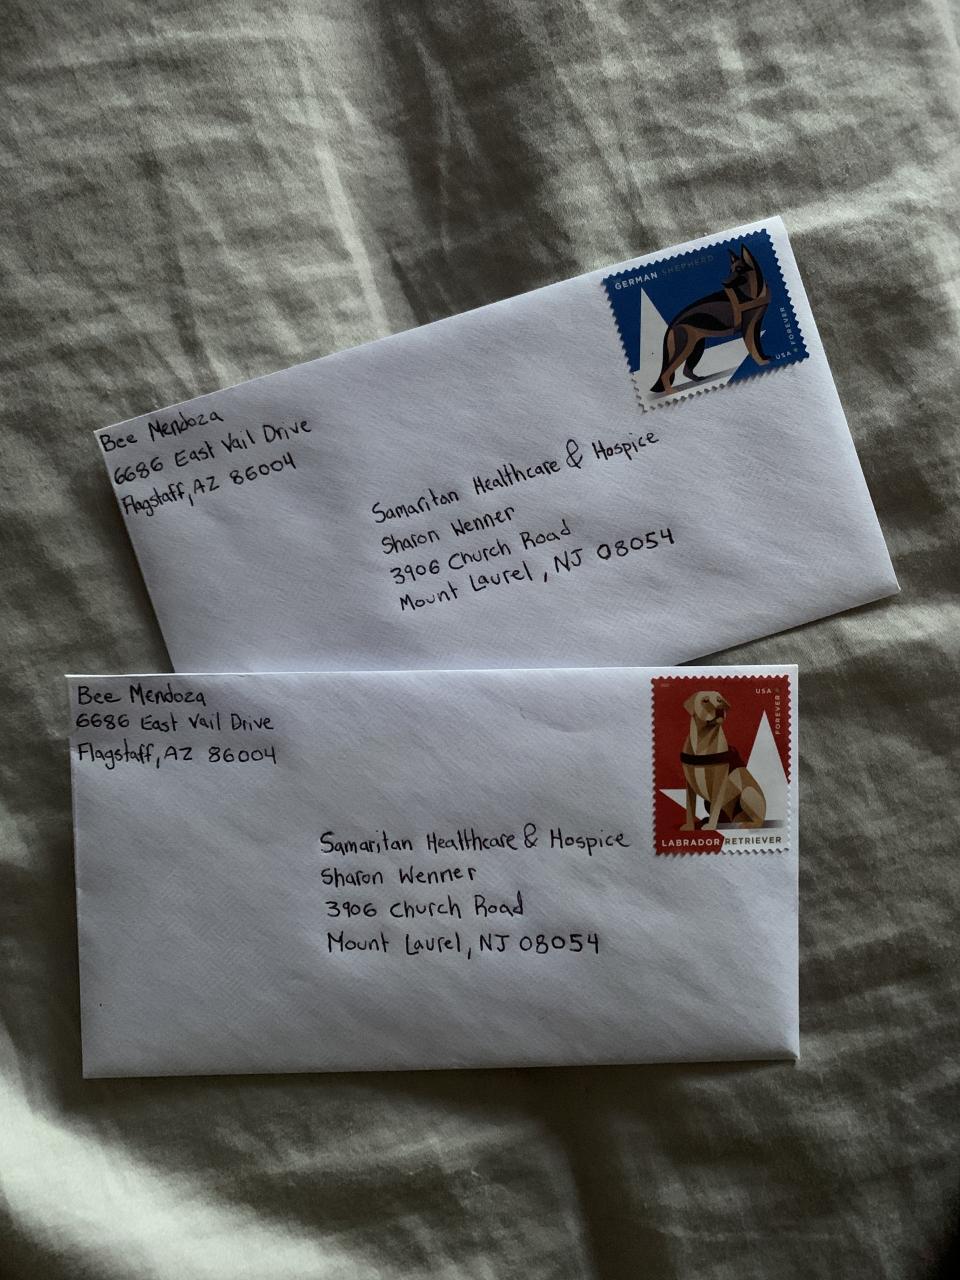 GERMAN SHEPHERD
USA FOREVER
Bee Mendoza
6686 East Vail Drive
Flagstaff, AZ 86004
Samaritan Healthcare & Hospice
Sharon Wenner
3906 Church Road
Mount Laurel, NJ 08054
Bee Mendoza
6686 East Vail Drive
Flagstaff, AZ 86004
USA FOREVER
LABRADOR RETRIEVER
Samaritan Healthcare & Hospice
Sharon Wenner
3906 Church Road
Mount Laurel, NJ 08054